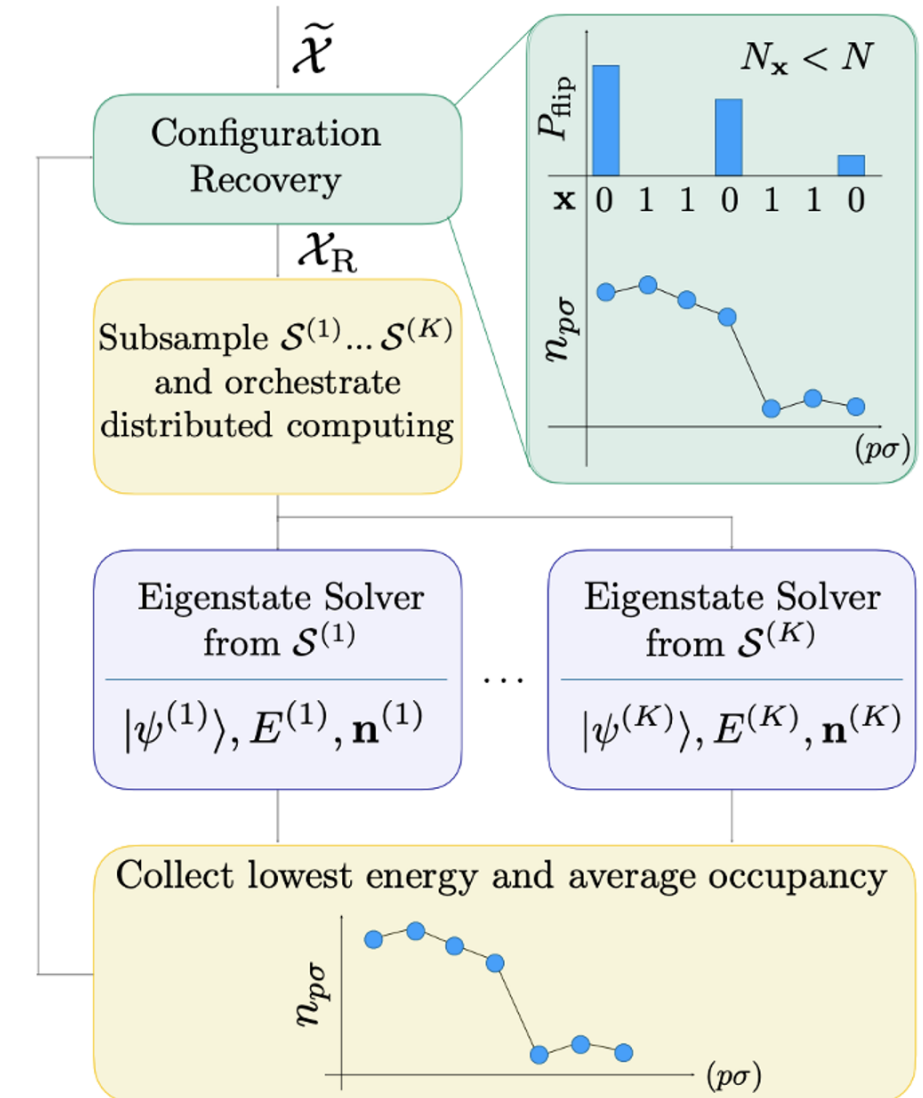 𝒳̃
Configuration
Recovery
𝒳_R
Subsample 𝒮^(1)... 𝒮^(K)
and orchestrate
distributed computing
N_𝐱 < N
P_flip
𝐱 0 1 1 0 1 1 0
n_pσ
(pσ)
Eigenstate Solver
from 𝒮^(1)
|ψ^(1)⟩, E^(1), 𝐧^(1)
...
Eigenstate Solver
from 𝒮^(K)
|ψ^(K)⟩, E^(K), 𝐧^(K)
Collect lowest energy and average occupancy
n_pσ
(pσ)